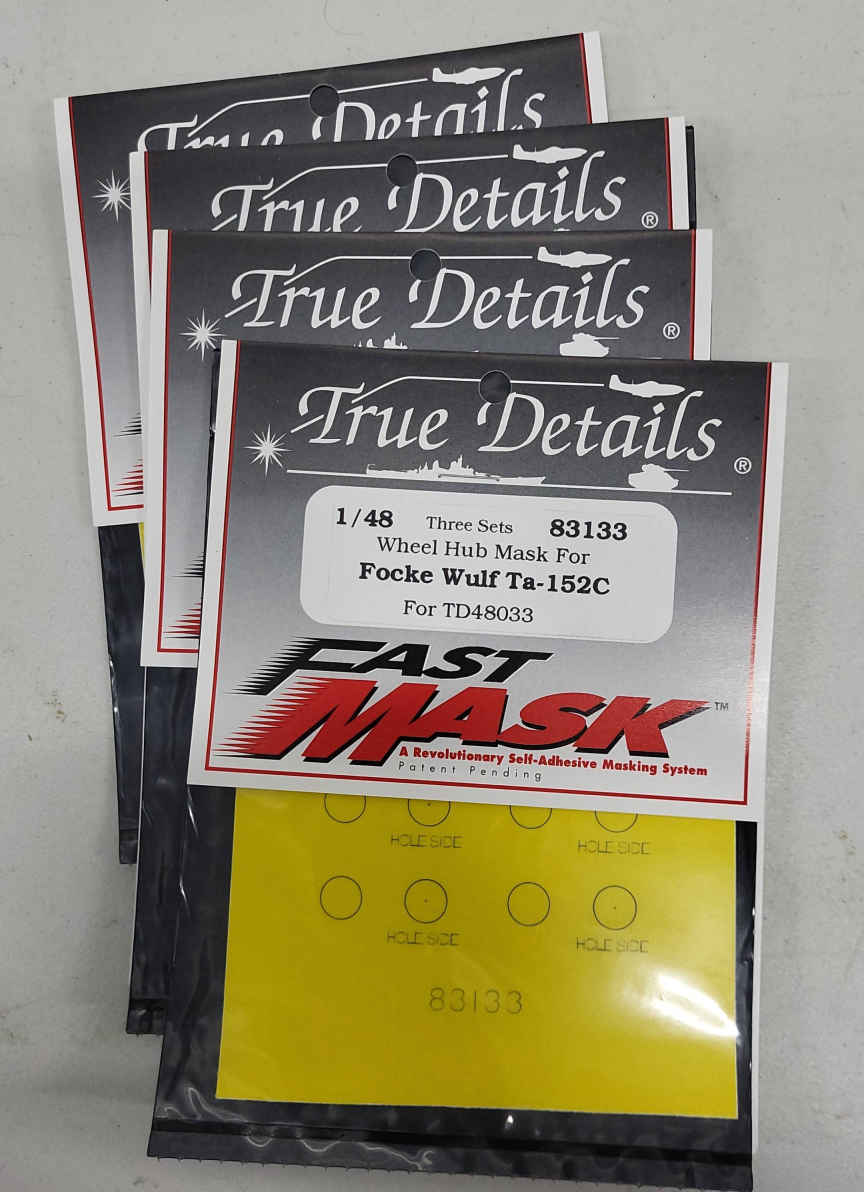 True Details
True Details ®
True Details ®
True Details ®
1/48 Three Sets 83133
Wheel Hub Mask For
Focke Wulf Ta-152C
For TD48033
FAST
MASK ™
A Revolutionary Self-Adhesive Masking System
Patent Pending
HOLE SIDE HOLE SIDE
HOLE SIDE HOLE SIDE
83133